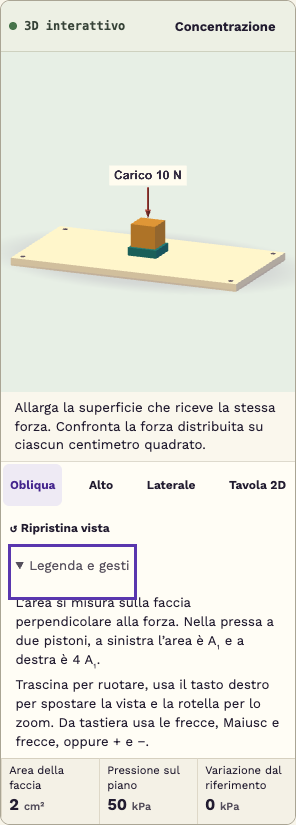 3D interattivo
Concentrazione
Carico 10 N
Allarga la superficie che riceve la stessa
forza. Confronta la forza distribuita su
ciascun centimetro quadrato.
Obliqua
Alto
Laterale
Tavola 2D
↺ Ripristina vista
▼ Legenda e gesti
L'area si misura sulla faccia
perpendicolare alla forza. Nella pressa a
due pistoni, a sinistra l'area è A₁ e a
destra è 4 A₁.
Trascina per ruotare, usa il tasto destro
per spostare la vista e la rotella per lo
zoom. Da tastiera usa le frecce, Maiusc e
frecce, oppure + e −.
Area della
faccia
2 cm²
Pressione sul
piano
50 kPa
Variazione dal
riferimento
0 kPa